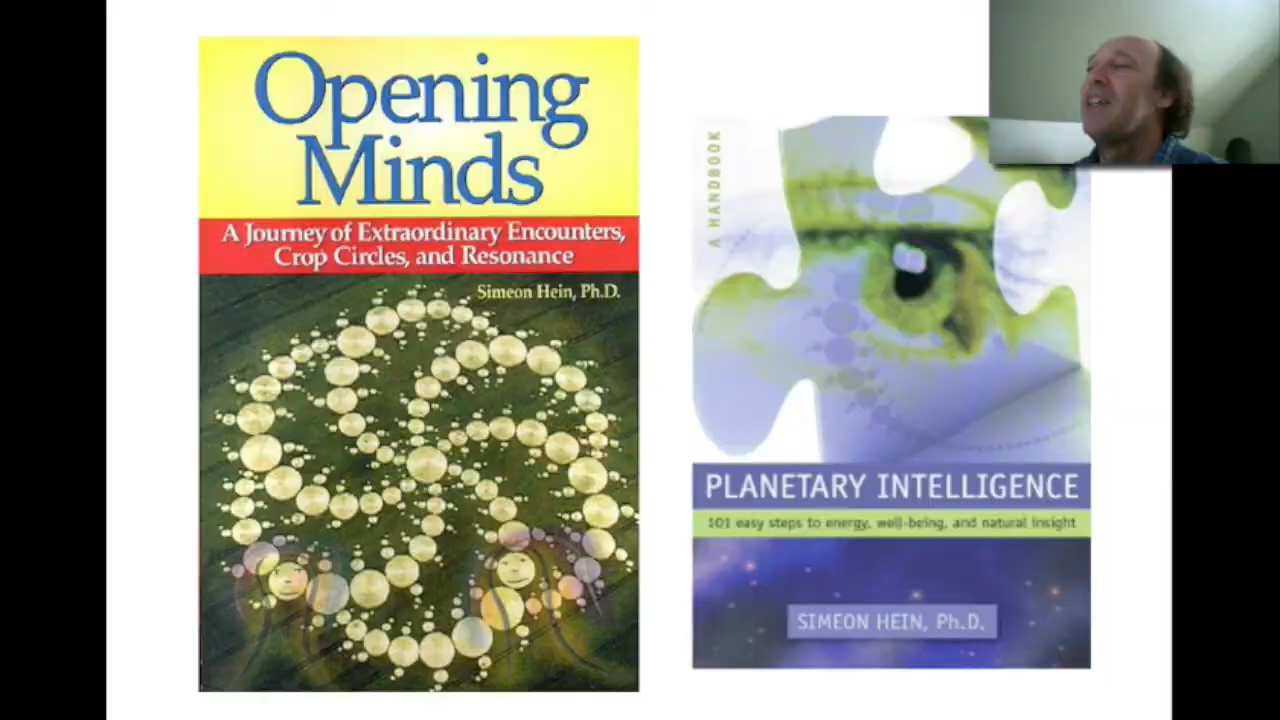 Opening
Minds
A Journey of Extraordinary Encounters,
Crop Circles, and Resonance
Simeon Hein, Ph.D.
A HANDBOOK
PLANETARY INTELLIGENCE
101 easy steps to energy, well-being, and natural insight
SIMEON HEIN, Ph.D.